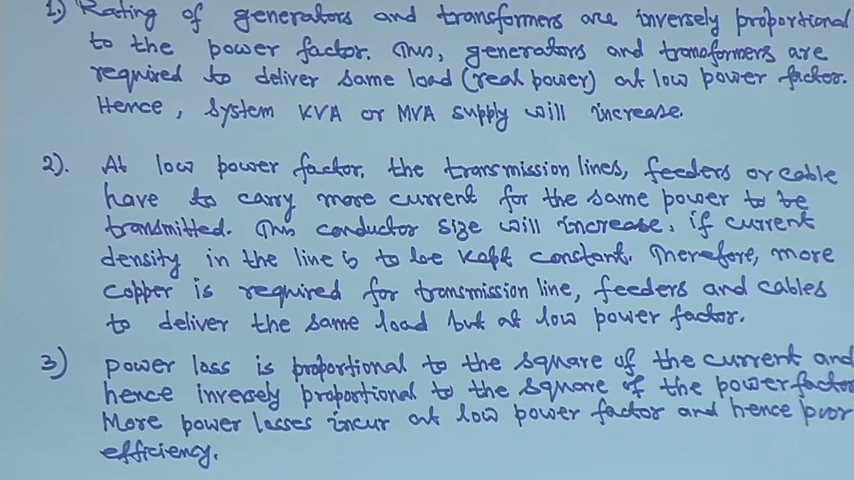 1) Rating of generators and transformers are inversely proportional
to the power factor. Thus, generators and transformers are
required to deliver same load (real power) at low power factor.
Hence, system KVA or MVA supply will increase.
2). At low power factor, the transmission lines, feeders or cable
have to carry more current for the same power to be
transmitted. Thus conductor size will increase, if current
density in the line is to be kept constant. Therefore, more
copper is required for transmission line, feeders and cables
to deliver the same load but at low power factor.
3) power loss is proportional to the square of the current and
hence inversely proportional to the square of the power factor
More power losses incur at low power factor and hence poor
efficiency.